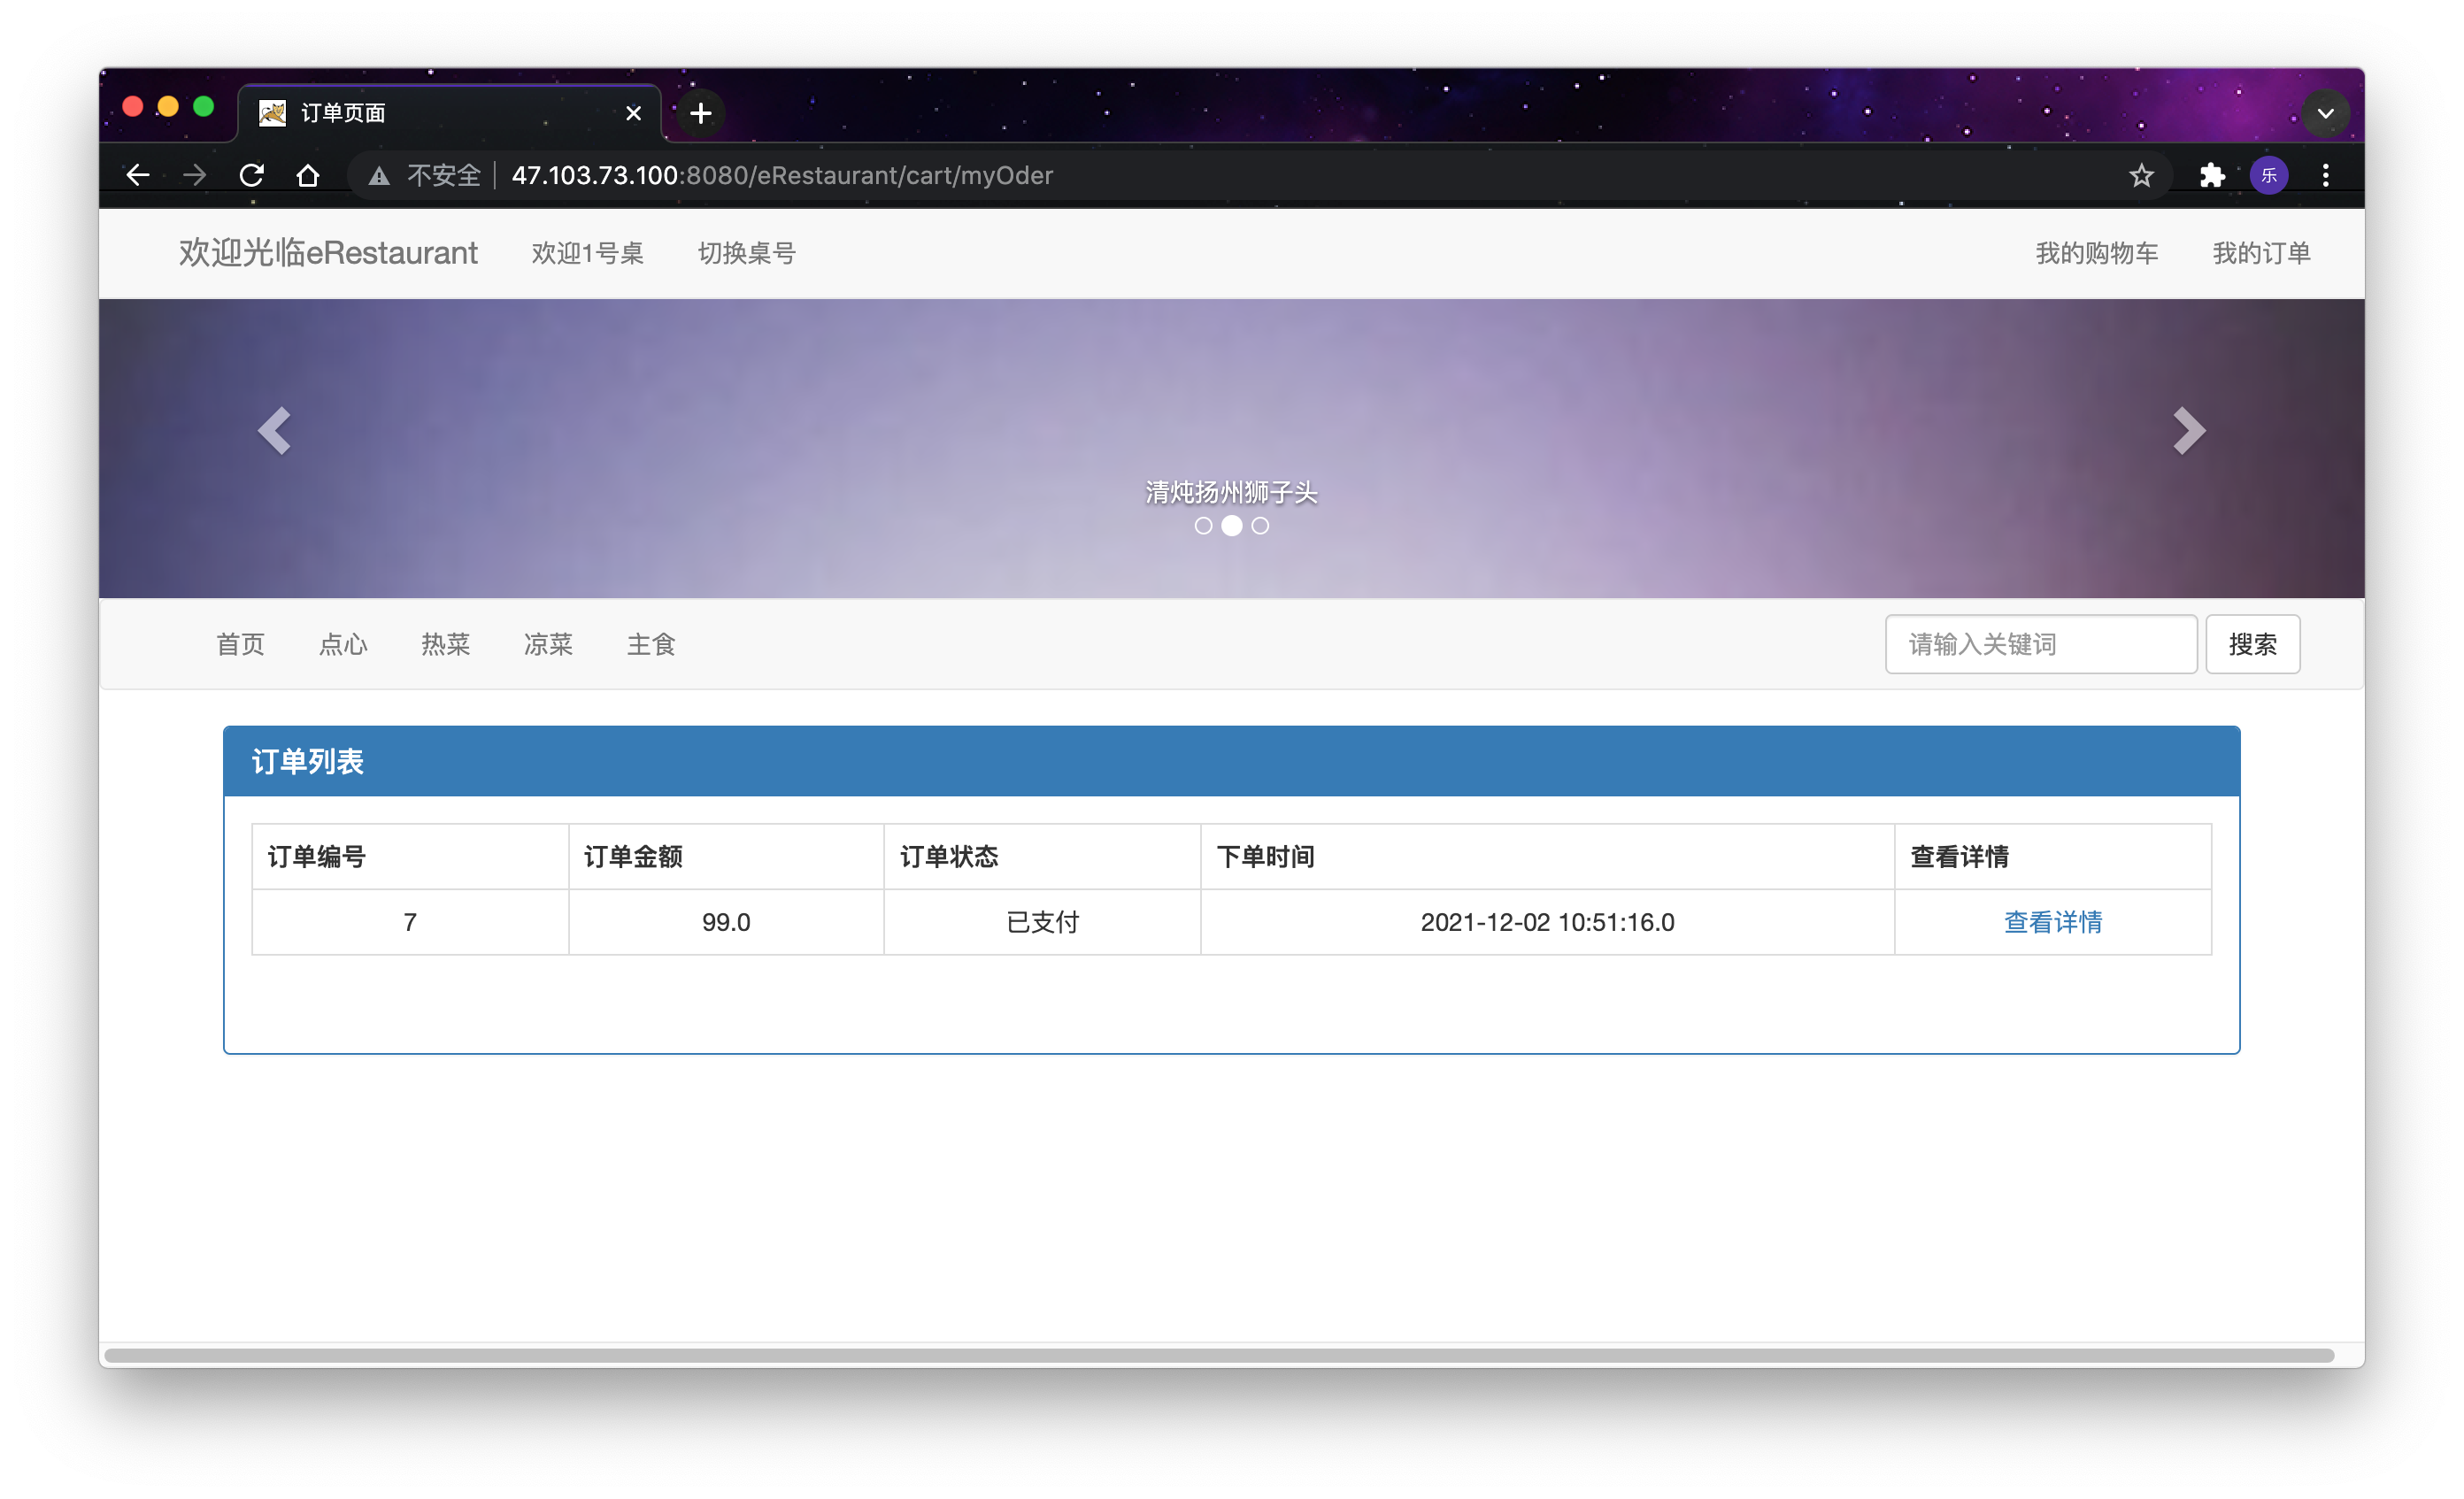 订单页面
不安全 47.103.73.100:8080/eRestaurant/cart/myOder 乐
欢迎光临eRestaurant 欢迎1号桌 切换桌号 我的购物车 我的订单
清炖扬州狮子头
首页 点心 热菜 凉菜 主食 请输入关键词 搜索
订单列表
订单编号 订单金额 订单状态 下单时间 查看详情
7 99.0 已支付 2021-12-02 10:51:16.0 查看详情